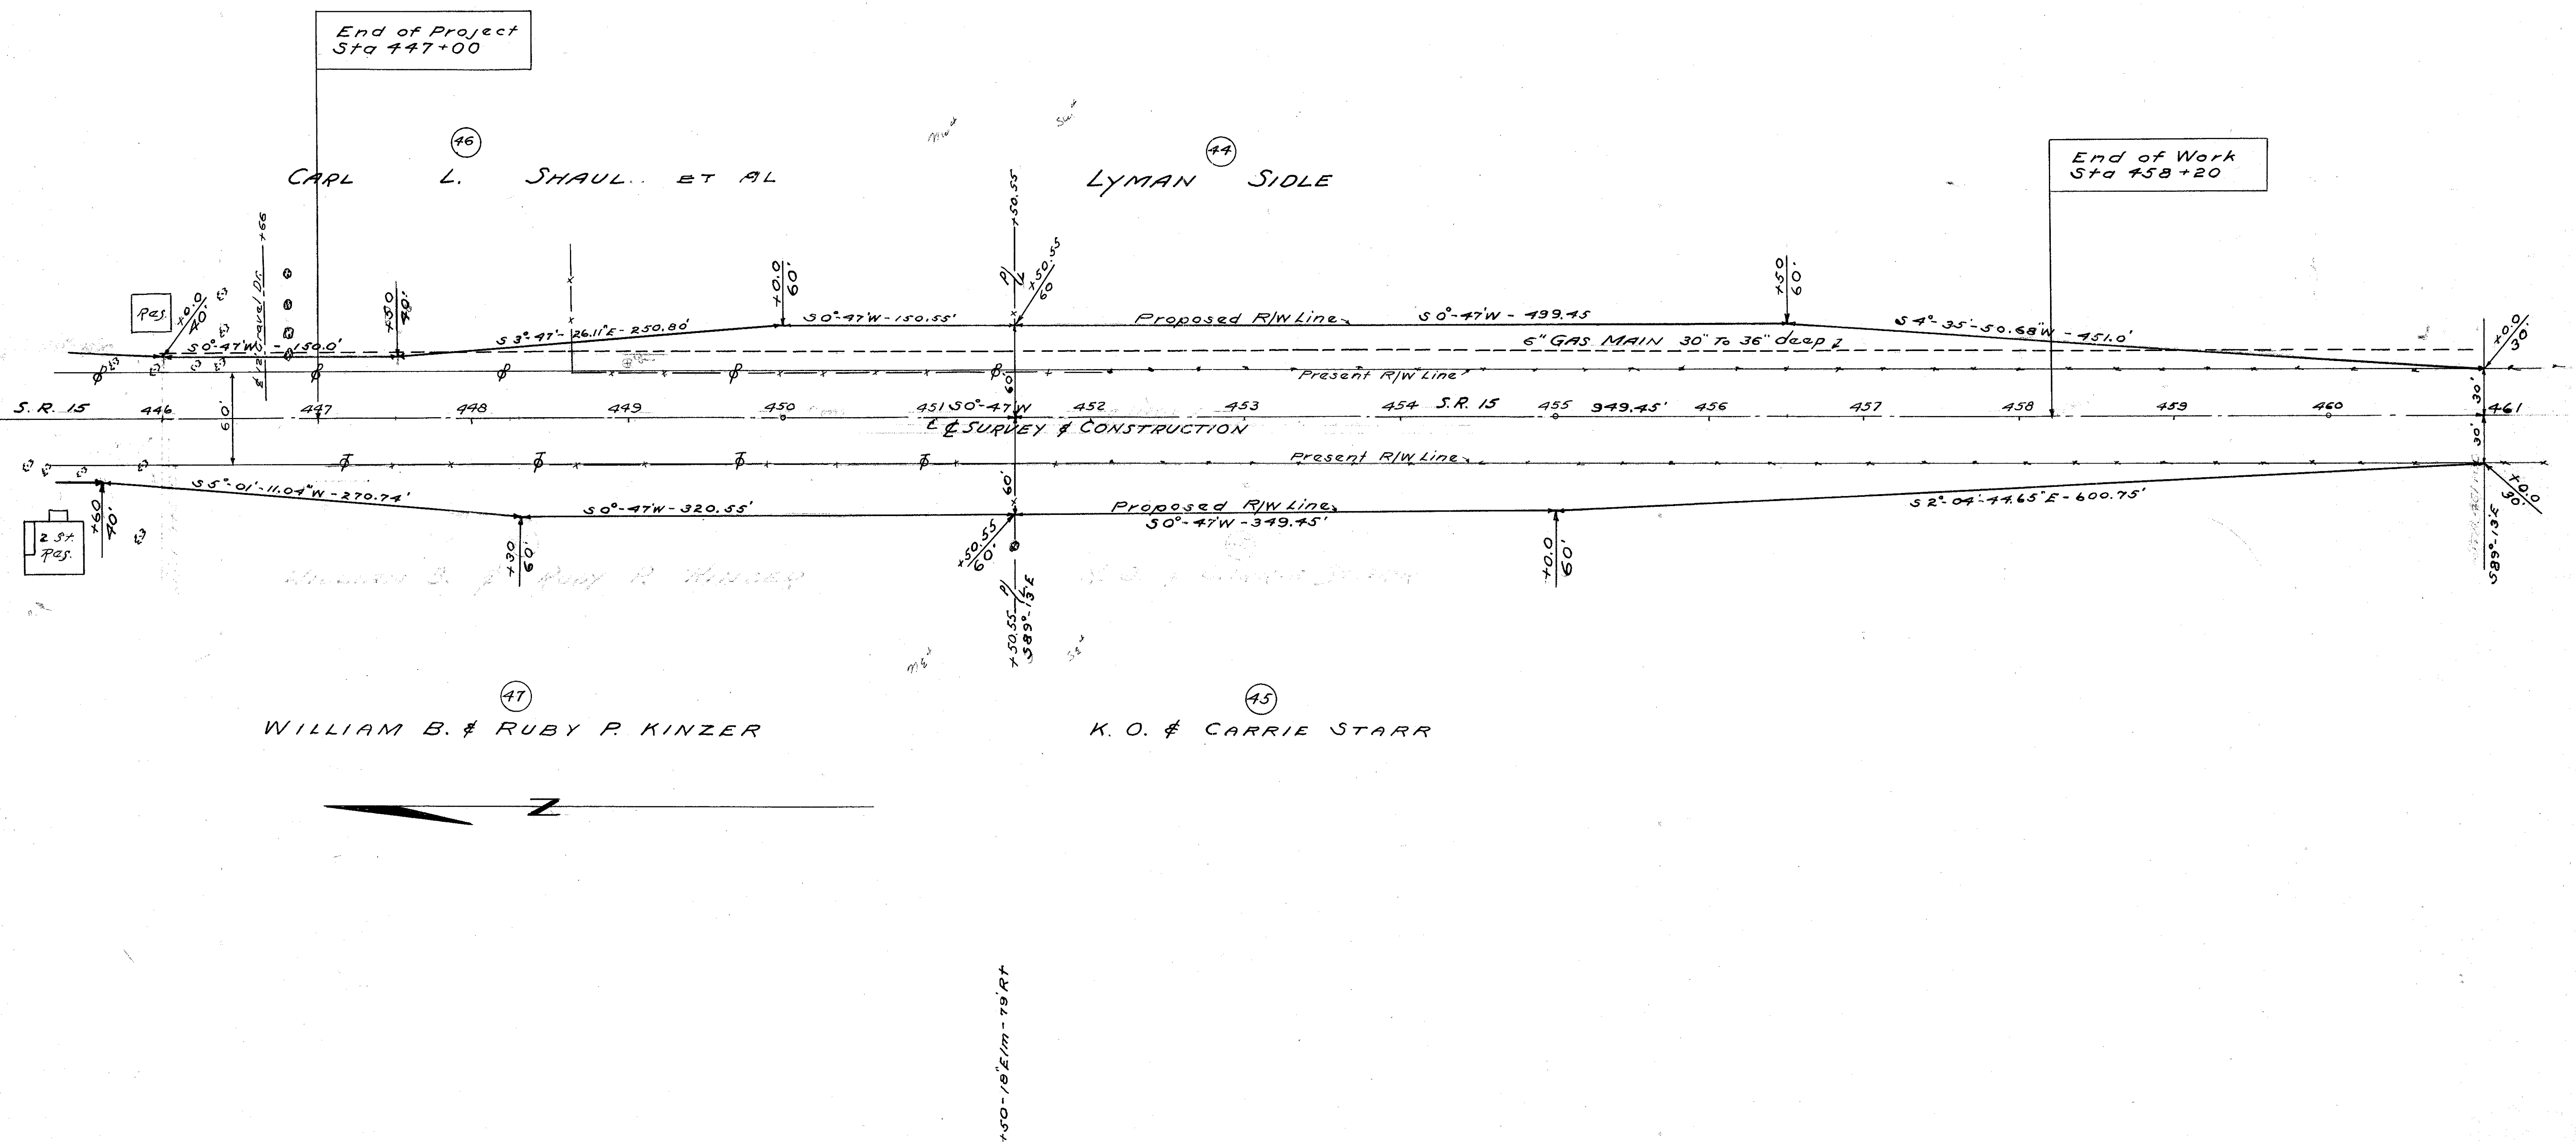 End of Project
Sta 447+00
46
CARL L. SHAUL.. ET AL
44
LYMAN SIDLE
End of Work
Sta 458+20
+66
12' Gravel Dr.
Res.
+0.0
40'
+50
40'
+0.0
60'
+50.55
P/L
+50.55
60
+50
60'
+0.0
30'
S 0°-47'W - 150.0'
S 3°-47'-26.11"E-250.80'
S 0°-47'W-150.55'
Proposed R/W Line
S 0°-47'W - 499.45
S 4°-35'-50.68"W-451.0'
6" GAS MAIN 30" To 36" deep
Present R/W Line
60'
60'
30'
S.R. 15 446 447 448 449 450 451 S0°-47'W 452 453 454 S.R. 15 455 949.45' 456 457 458 459 460 461
℄ SURVEY & CONSTRUCTION
Present R/W Line
60'
30'
S5°-01'-11.04"W-270.74'
S 0°-47'W-320.55'
Proposed R/W Line
S 0°-47'W-349.45'
S 2°-04'-44.65"E-600.75'
2 St.
Res.
+60
40'
+30
60'
+50.55
60'
+0.0
60'
+0.0
30'
+50.55 P/L
S89°-13'E
S89°-13'E
47
WILLIAM B. & RUBY P. KINZER
45
K. O. & CARRIE STARR
N
+50-18"Elm-79'Rt